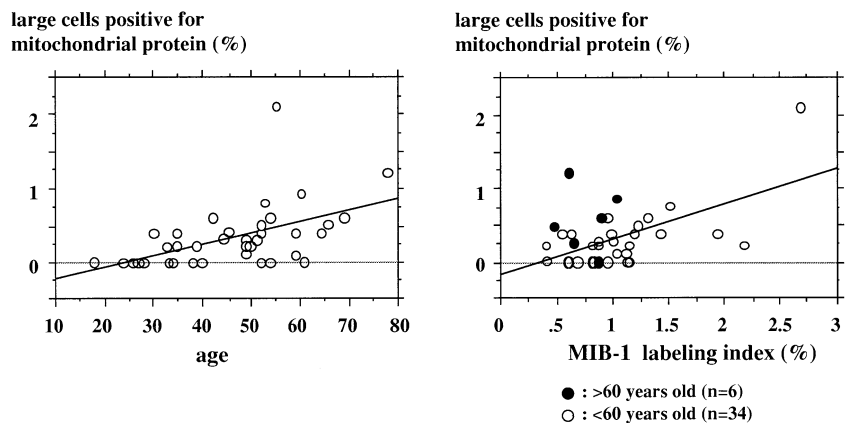 large cells positive for
mitochondrial protein (%)
2
1
0
10 20 30 40 50 60 70 80
age
large cells positive for
mitochondrial protein (%)
2
1
0
0 .5 1 1.5 2 2.5 3
MIB-1 labeling index (%)
● : >60 years old (n=6)
○ : <60 years old (n=34)